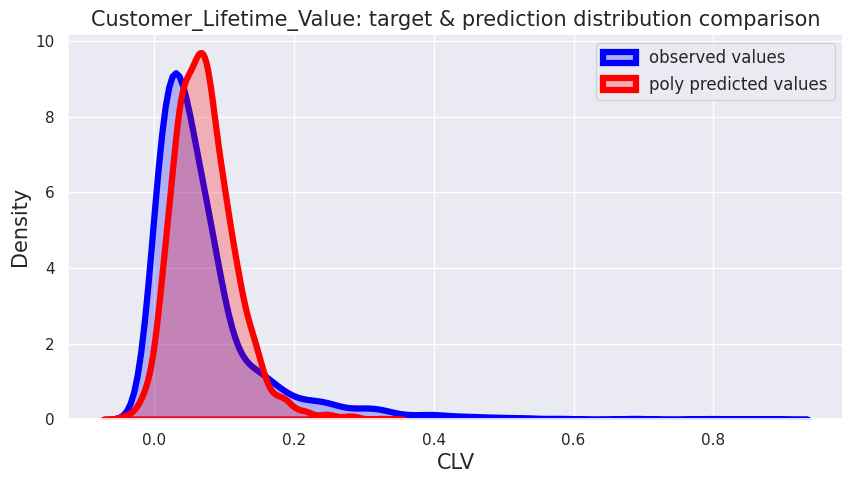 Customer_Lifetime_Value: target & prediction distribution comparison
observed values
poly predicted values
Density
10
8
6
4
2
0
0.0 0.2 0.4 0.6 0.8
CLV